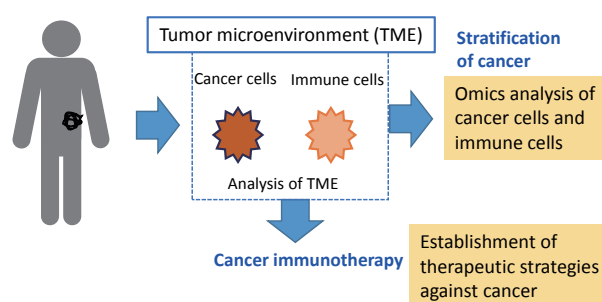 Tumor microenvironment (TME)
Cancer cells
Immune cells
Analysis of TME
Stratification
of cancer
Omics analysis of
cancer cells and
immune cells
Cancer immunotherapy
Establishment of
therapeutic strategies
against cancer